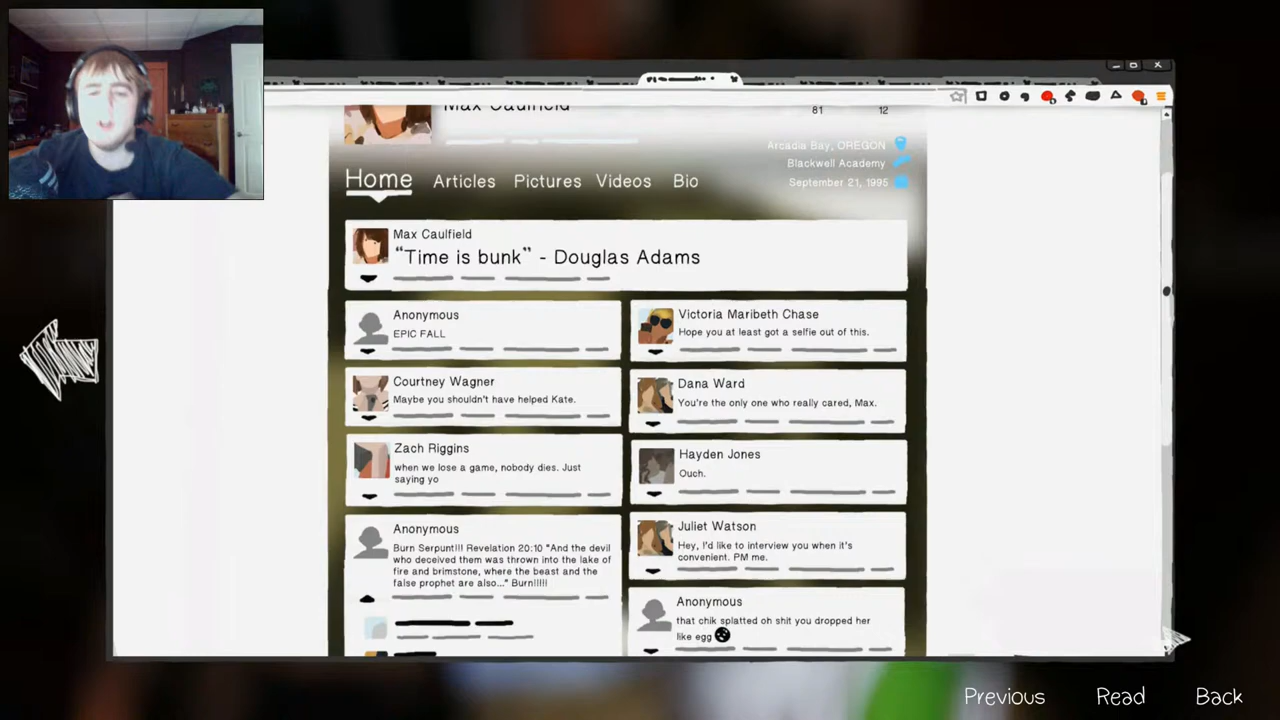 Max Caulfield
81 12
Arcadia Bay, OREGON
Blackwell Academy
September 21, 1995
Home Articles Pictures Videos Bio
Max Caulfield
“Time is bunk” - Douglas Adams
Anonymous
EPIC FALL
Courtney Wagner
Maybe you shouldn't have helped Kate.
Zach Riggins
when we lose a game, nobody dies. Just
saying yo
Anonymous
Burn Serpunt!!! Revelation 20:10 "And the devil
who deceived them was thrown into the lake of
fire and brimstone, where the beast and the
false prophet are also..." Burn!!!!!
Victoria Maribeth Chase
Hope you at least got a selfie out of this.
Dana Ward
You're the only one who really cared, Max.
Hayden Jones
Ouch.
Juliet Watson
Hey, I'd like to interview you when it's
convenient. PM me.
Anonymous
that chik splatted oh shit you dropped her
like egg
Previous Read Back